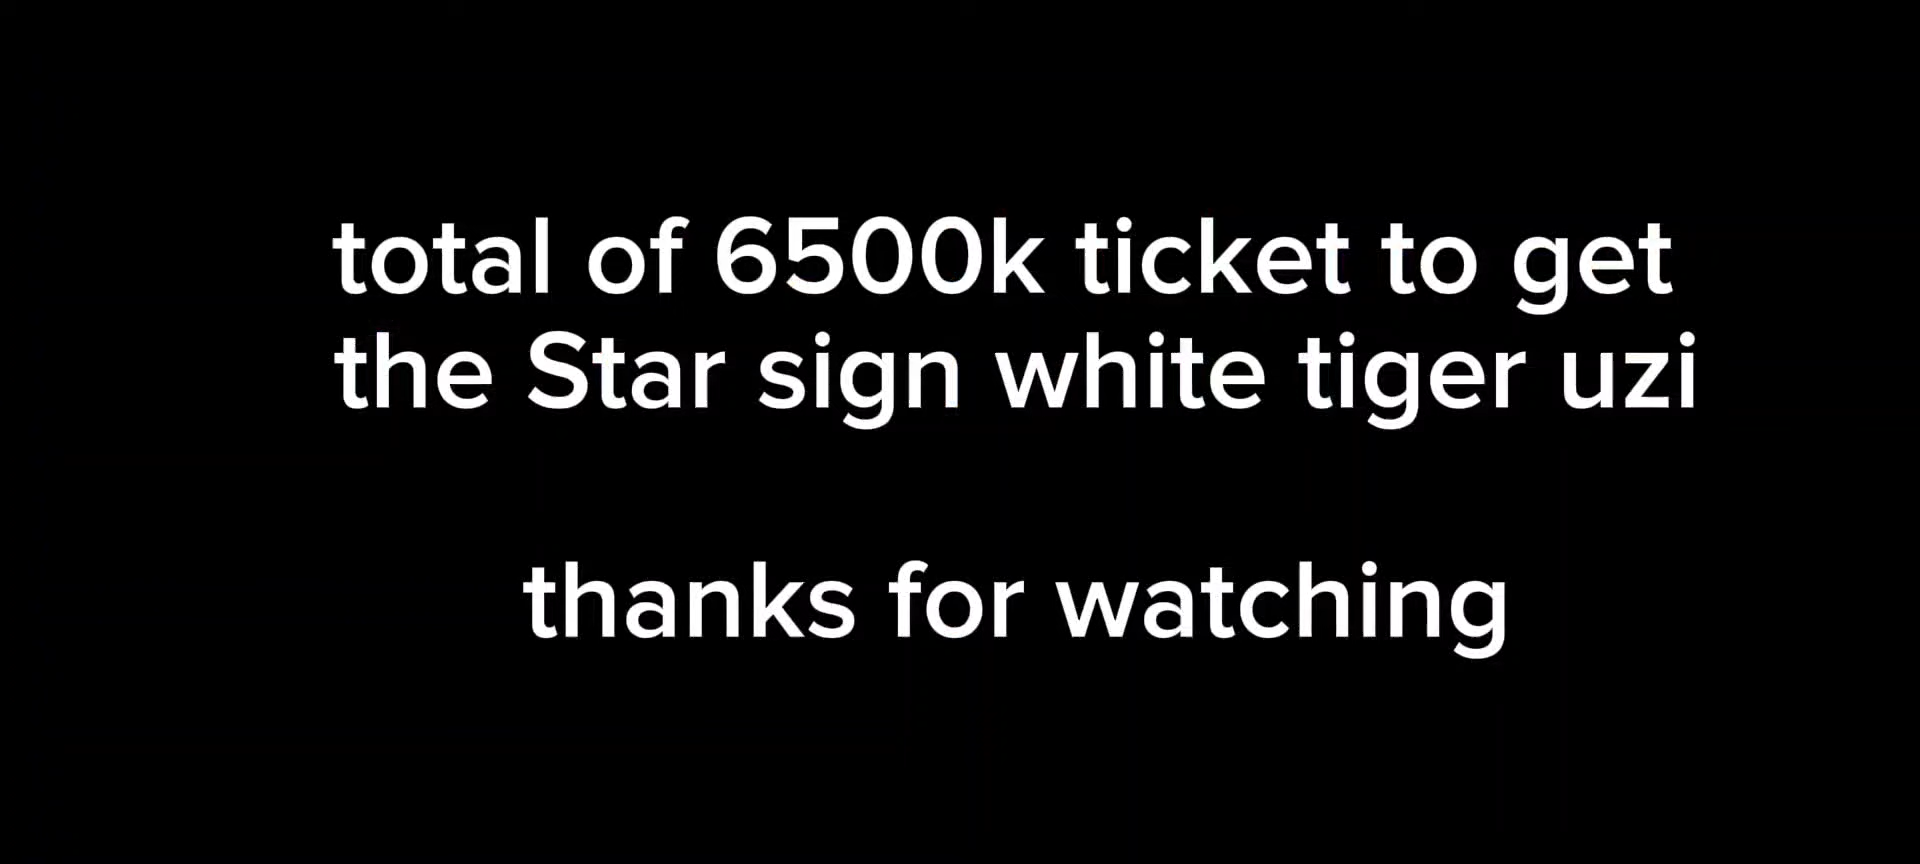 total of 6500k ticket to get
the Star sign white tiger uzi
thanks for watching